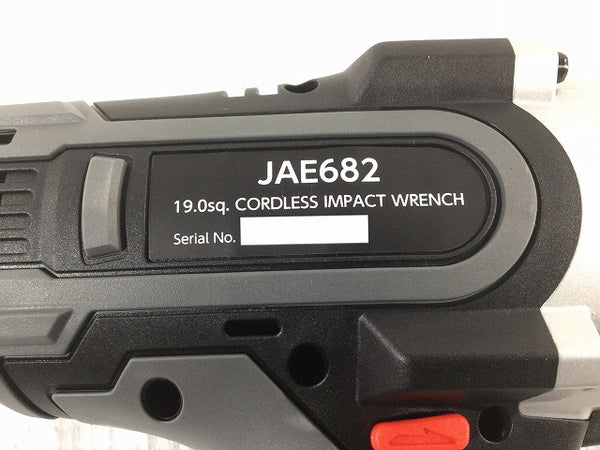 JAE682
19.0sq. CORDLESS IMPACT WRENCH
Serial No.